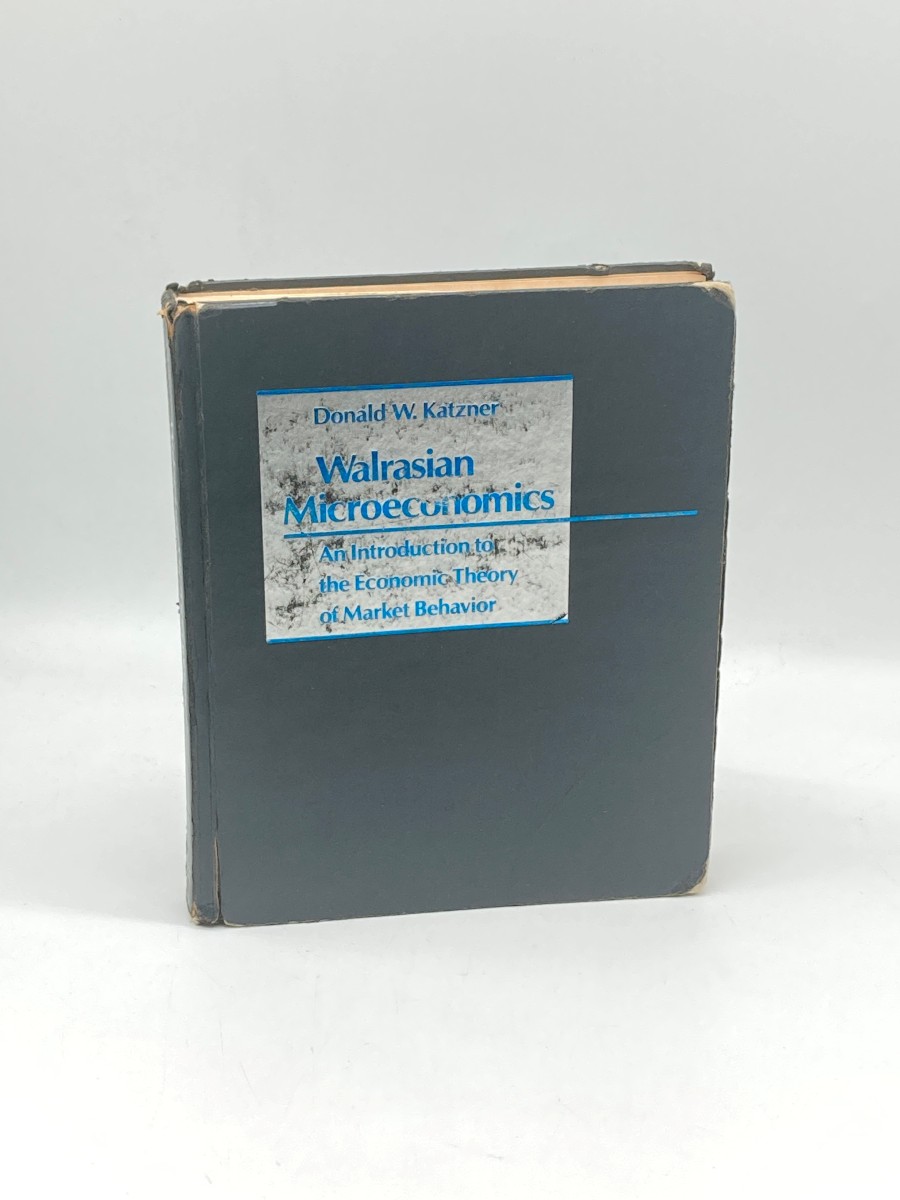 Donald W. Katzner
Walrasian
Microeconomics
An Introduction to
the Economic Theory
of Market Behavior